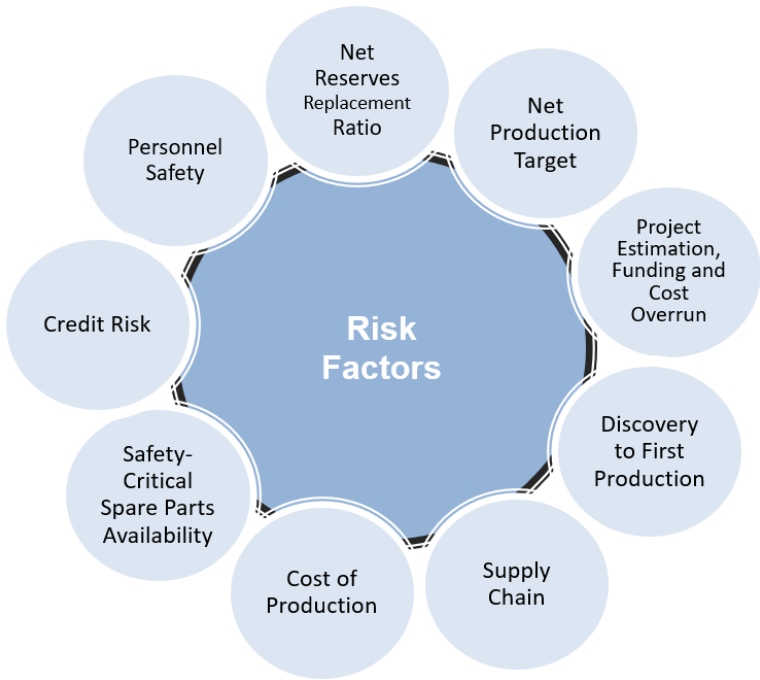 Net
Reserves
Replacement
Ratio
Net
Production
Target
Project
Estimation,
Funding and
Cost
Overrun
Discovery
to First
Production
Supply
Chain
Cost of
Production
Safety-
Critical
Spare Parts
Availability
Credit Risk
Personnel
Safety
Risk
Factors